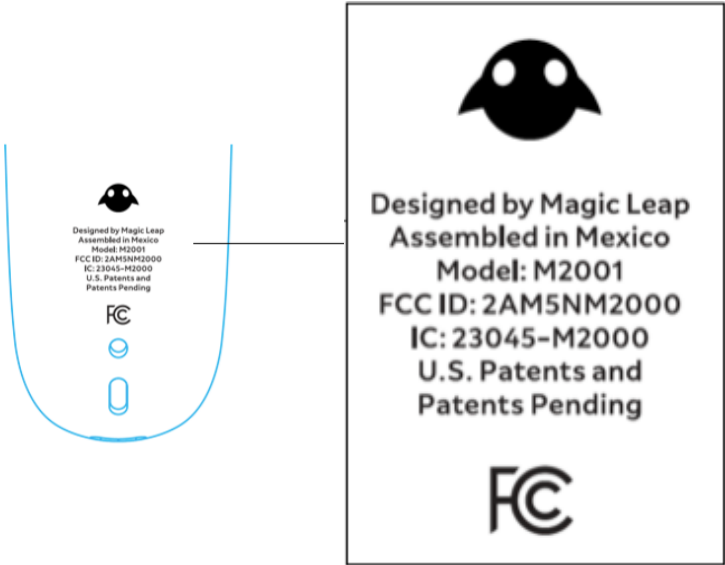 Designed by Magic Leap
Assembled in Mexico
Model: M2001
FCC ID: 2AM5NM2000
IC: 23045-M2000
U.S. Patents and
Patents Pending
FC
Designed by Magic Leap
Assembled in Mexico
Model: M2001
FCC ID: 2AM5NM2000
IC: 23045-M2000
U.S. Patents and
Patents Pending
FC